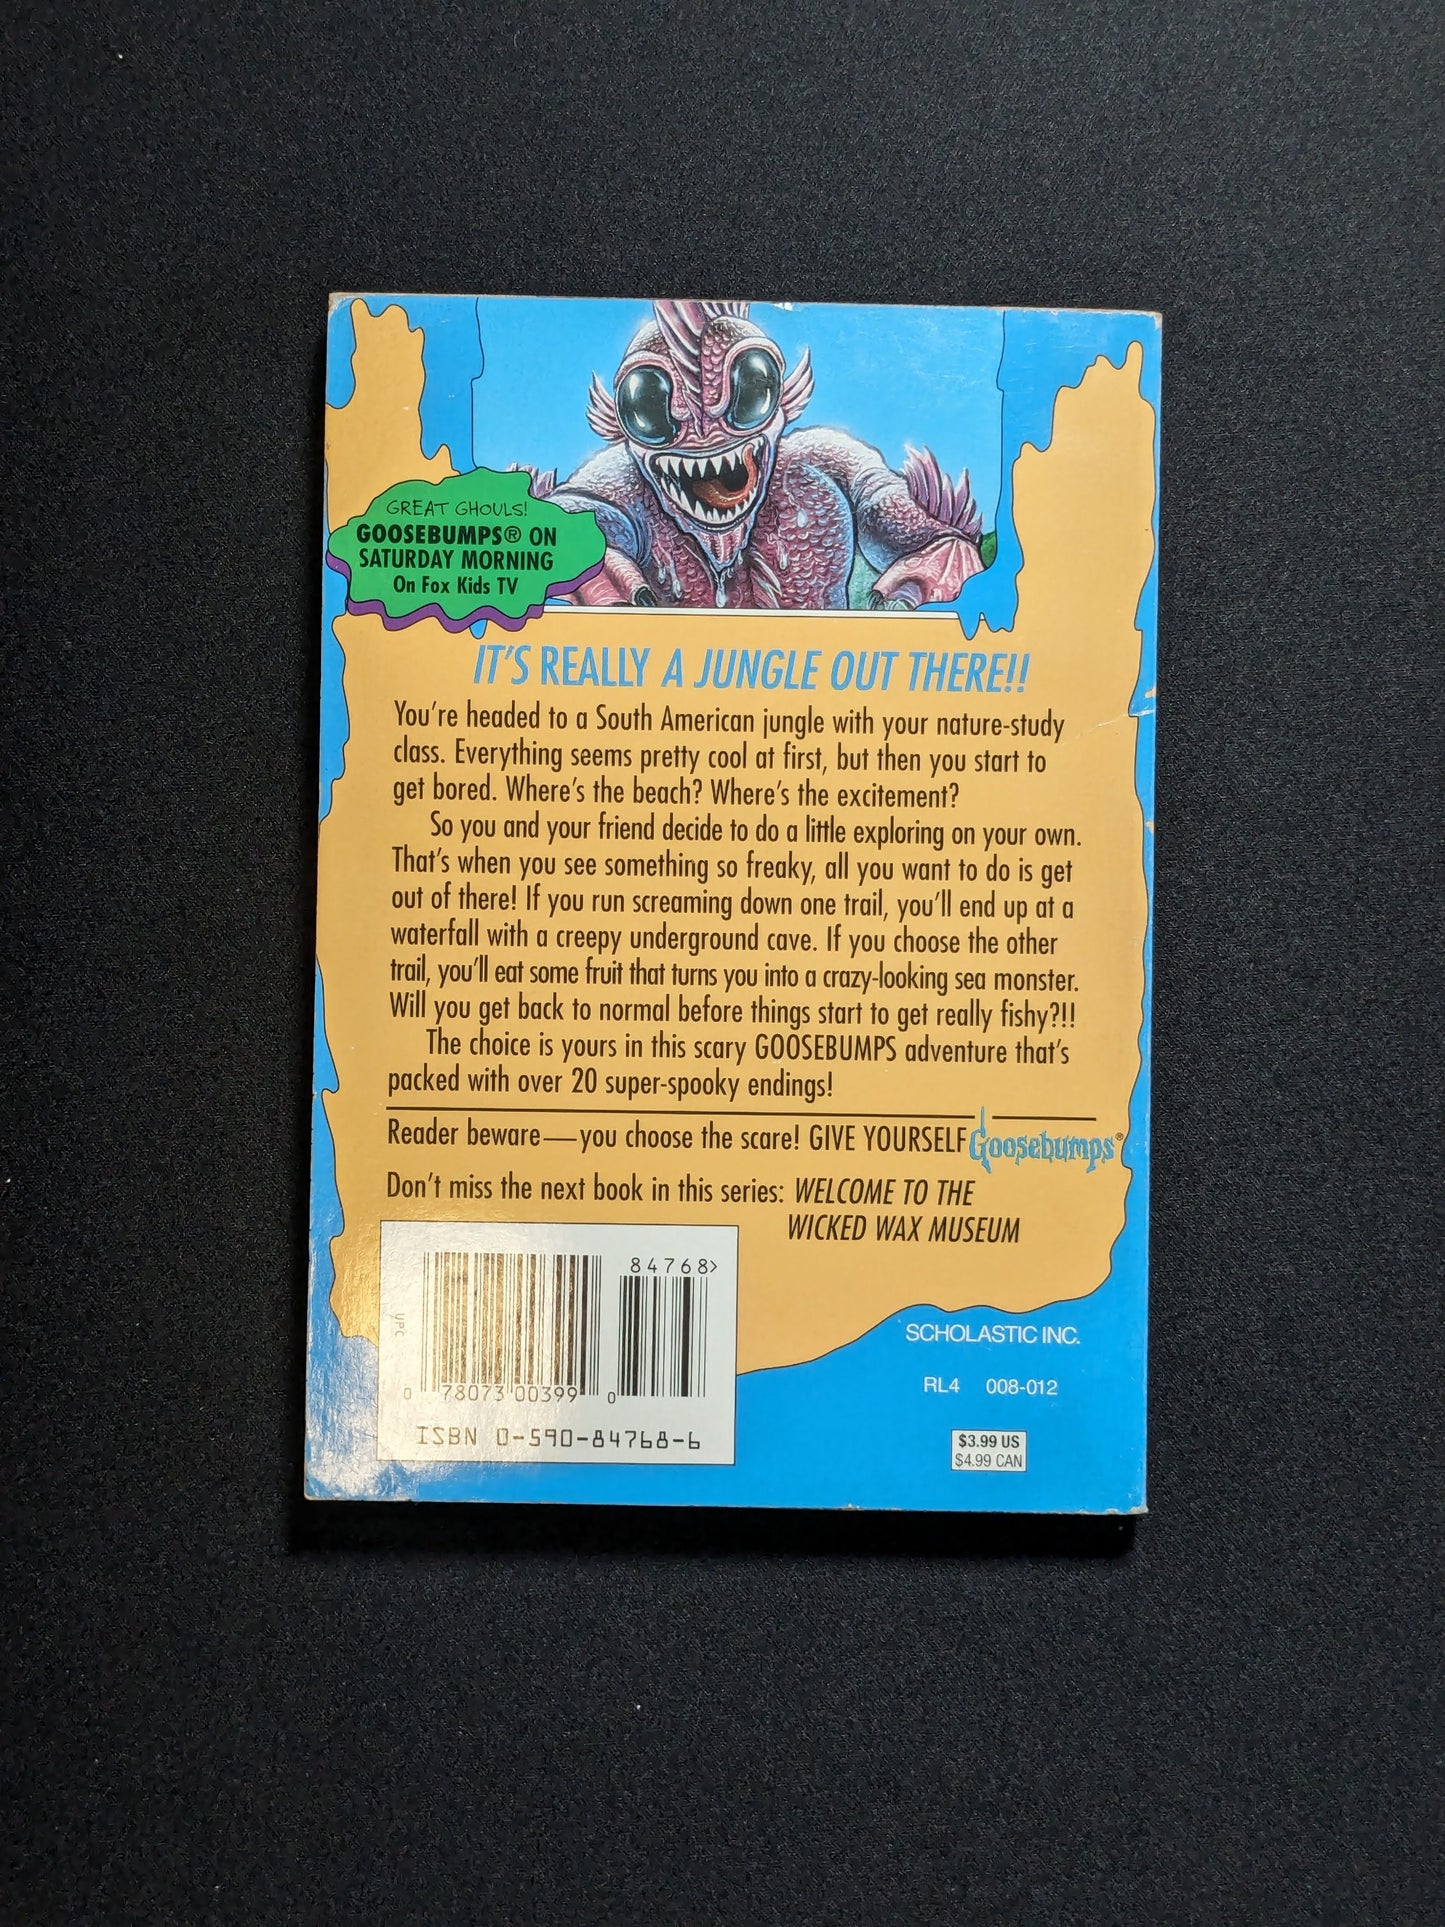 GREAT GHOULS!
GOOSEBUMPS® ON
SATURDAY MORNING
On Fox Kids TV
IT'S REALLY A JUNGLE OUT THERE!!
You're headed to a South American jungle with your nature-study
class. Everything seems pretty cool at first, but then you start to
get bored. Where's the beach? Where's the excitement?
So you and your friend decide to do a little exploring on your own.
That's when you see something so freaky, all you want to do is get
out of there! If you run screaming down one trail, you'll end up at a
waterfall with a creepy underground cave. If you choose the other
trail, you'll eat some fruit that turns you into a crazy-looking sea monster.
Will you get back to normal before things start to get really fishy?!!
The choice is yours in this scary GOOSEBUMPS adventure that's
packed with over 20 super-spooky endings!
Reader beware—you choose the scare! GIVE YOURSELF Goosebumps®
Don't miss the next book in this series: WELCOME TO THE
WICKED WAX MUSEUM
84768>
UPC
0 78073 00399 0
ISBN 0-590-84768-6
SCHOLASTIC INC.
RL4 008-012
$3.99 US
$4.99 CAN